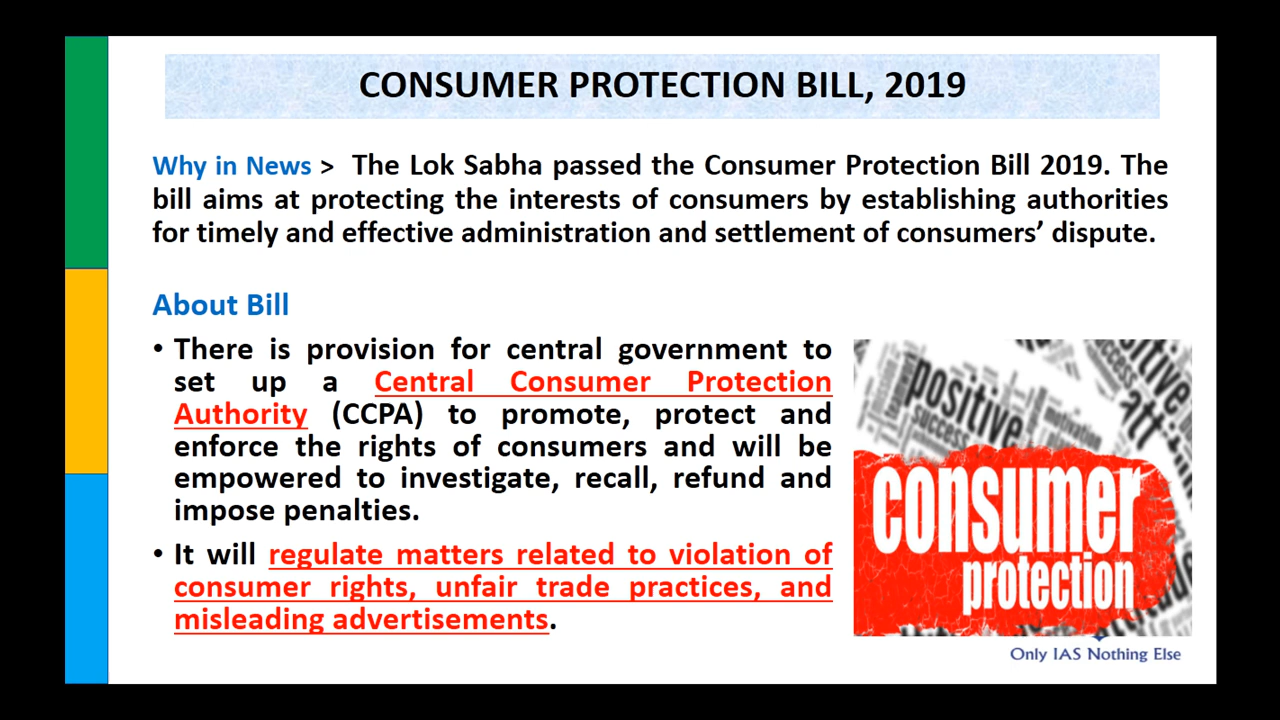 CONSUMER PROTECTION BILL, 2019
Why in News > The Lok Sabha passed the Consumer Protection Bill 2019. The
bill aims at protecting the interests of consumers by establishing authorities
for timely and effective administration and settlement of consumers’ dispute.
About Bill
• There is provision for central government to
set up a Central Consumer Protection
Authority (CCPA) to promote, protect and
enforce the rights of consumers and will be
empowered to investigate, recall, refund and
impose penalties.
• It will regulate matters related to violation of
consumer rights, unfair trade practices, and
misleading advertisements.
positive
success
motivation
consumer
protection
Only IAS Nothing Else